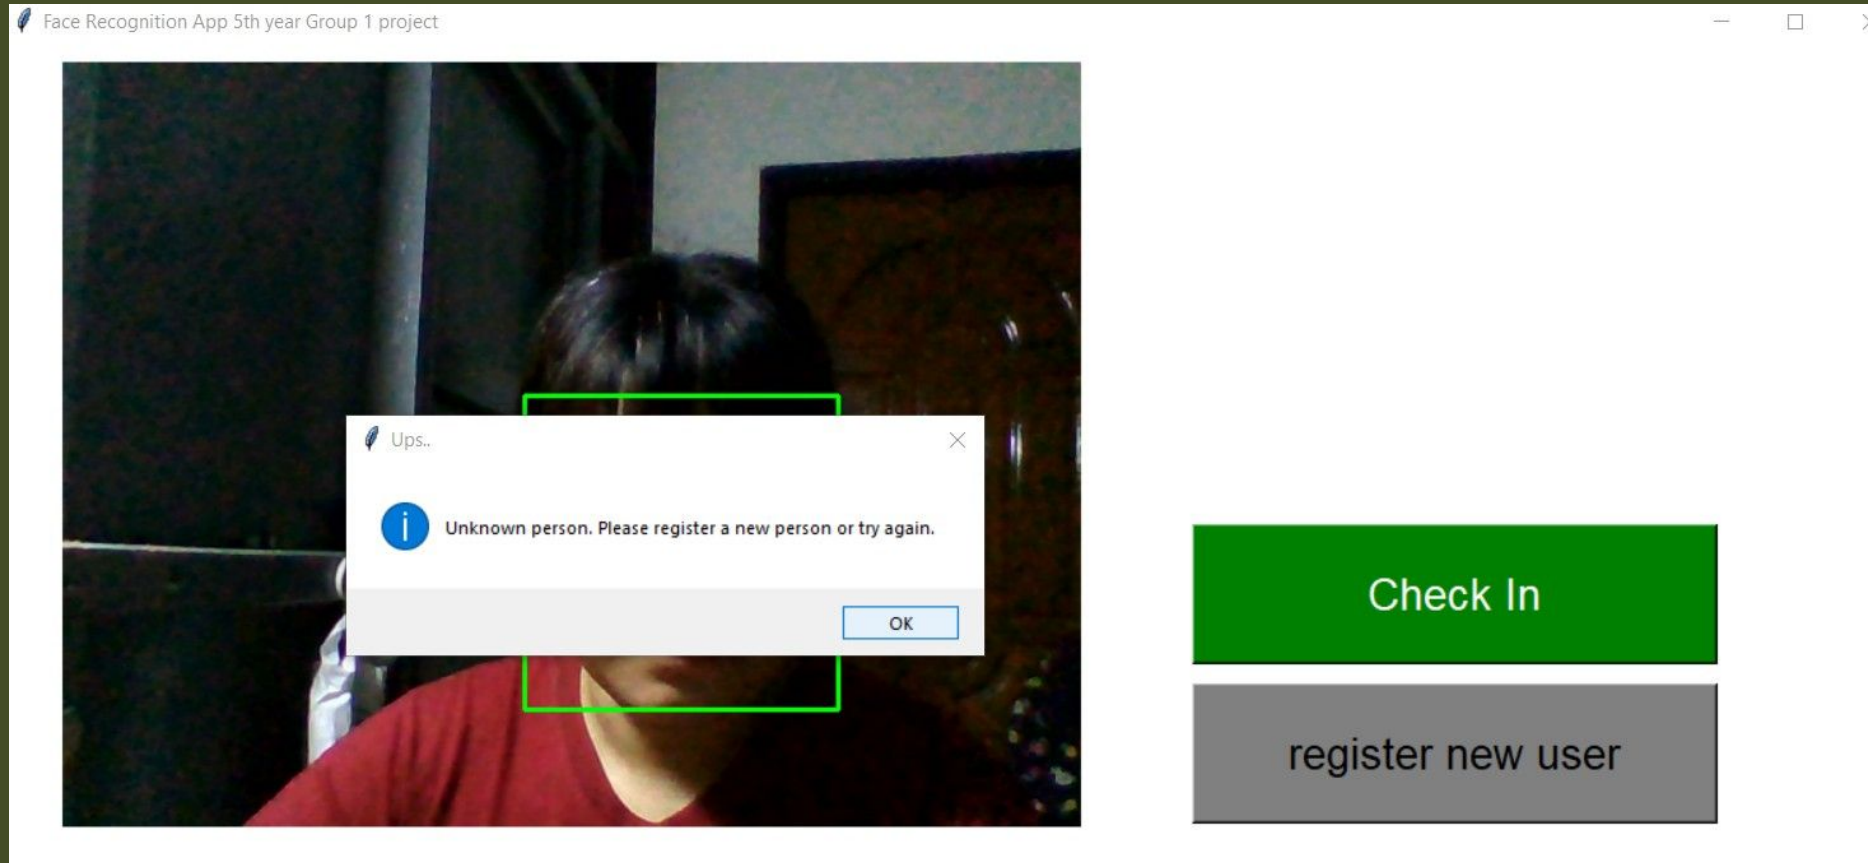 Face Recognition App 5th year Group 1 project
Ups..
Unknown person. Please register a new person or try again.
OK
Check In
register new user